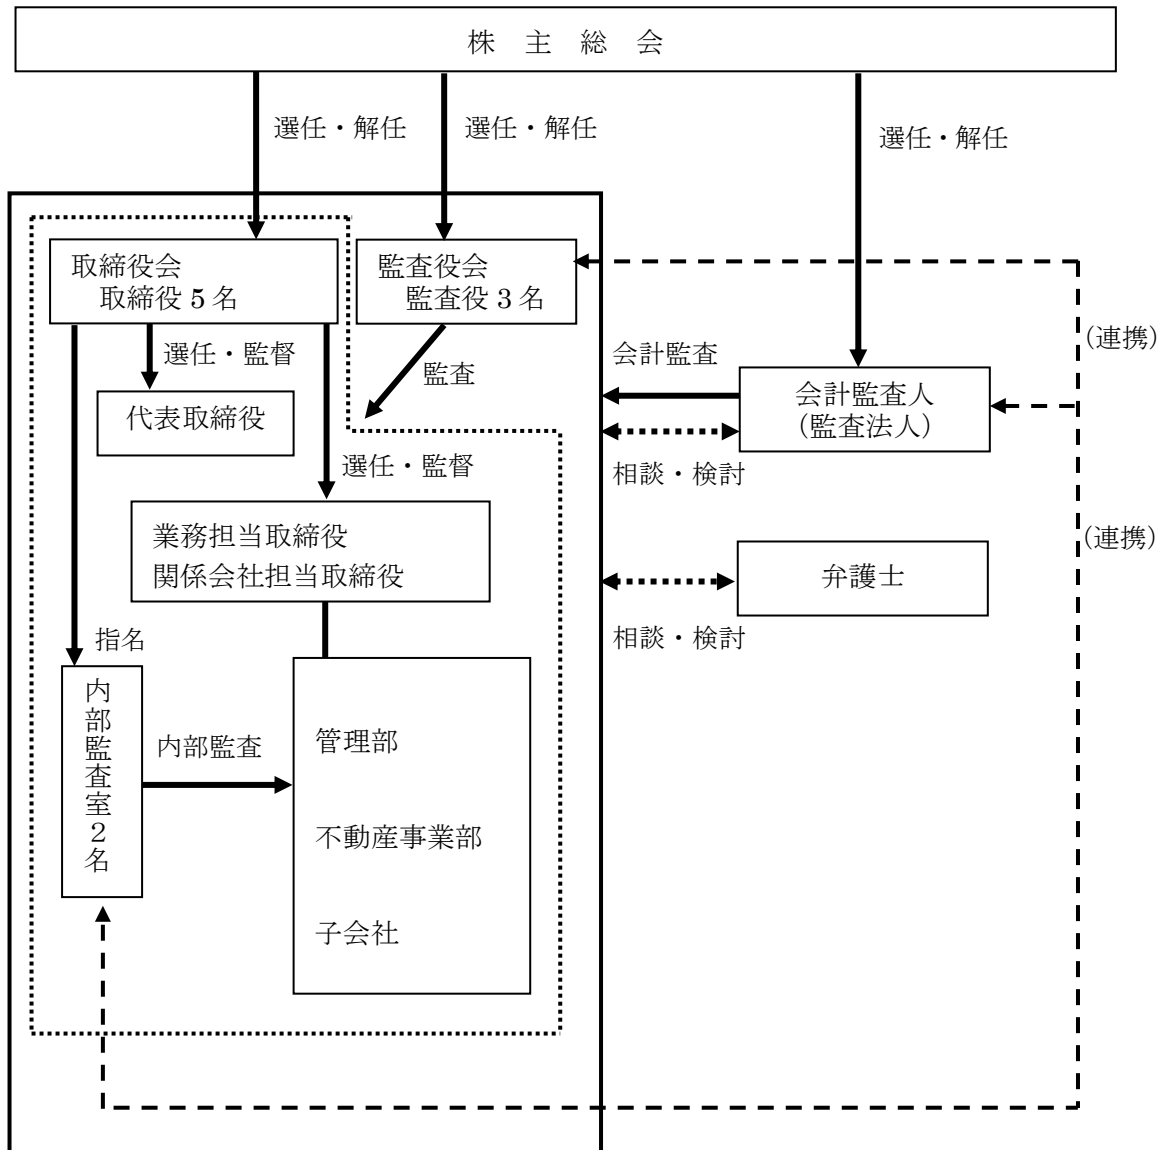 株 主 総 会
選任・解任
選任・解任
選任・解任
取締役会
取締役 5 名
監査役会
監査役 3 名
(連携)
選任・監督
監査
会計監査
代表取締役
会計監査人
(監査法人)
選任・監督
相談・検討
業務担当取締役
関係会社担当取締役
(連携)
弁護士
指名
相談・検討
内部監査室2名
内部監査
管理部
不動産事業部
子会社